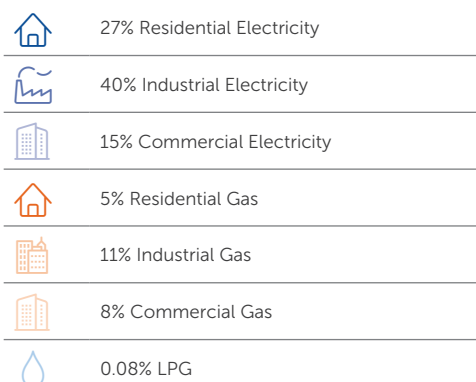 27% Residential Electricity
40% Industrial Electricity
15% Commercial Electricity
5% Residential Gas
11% Industrial Gas
8% Commercial Gas
0.08% LPG